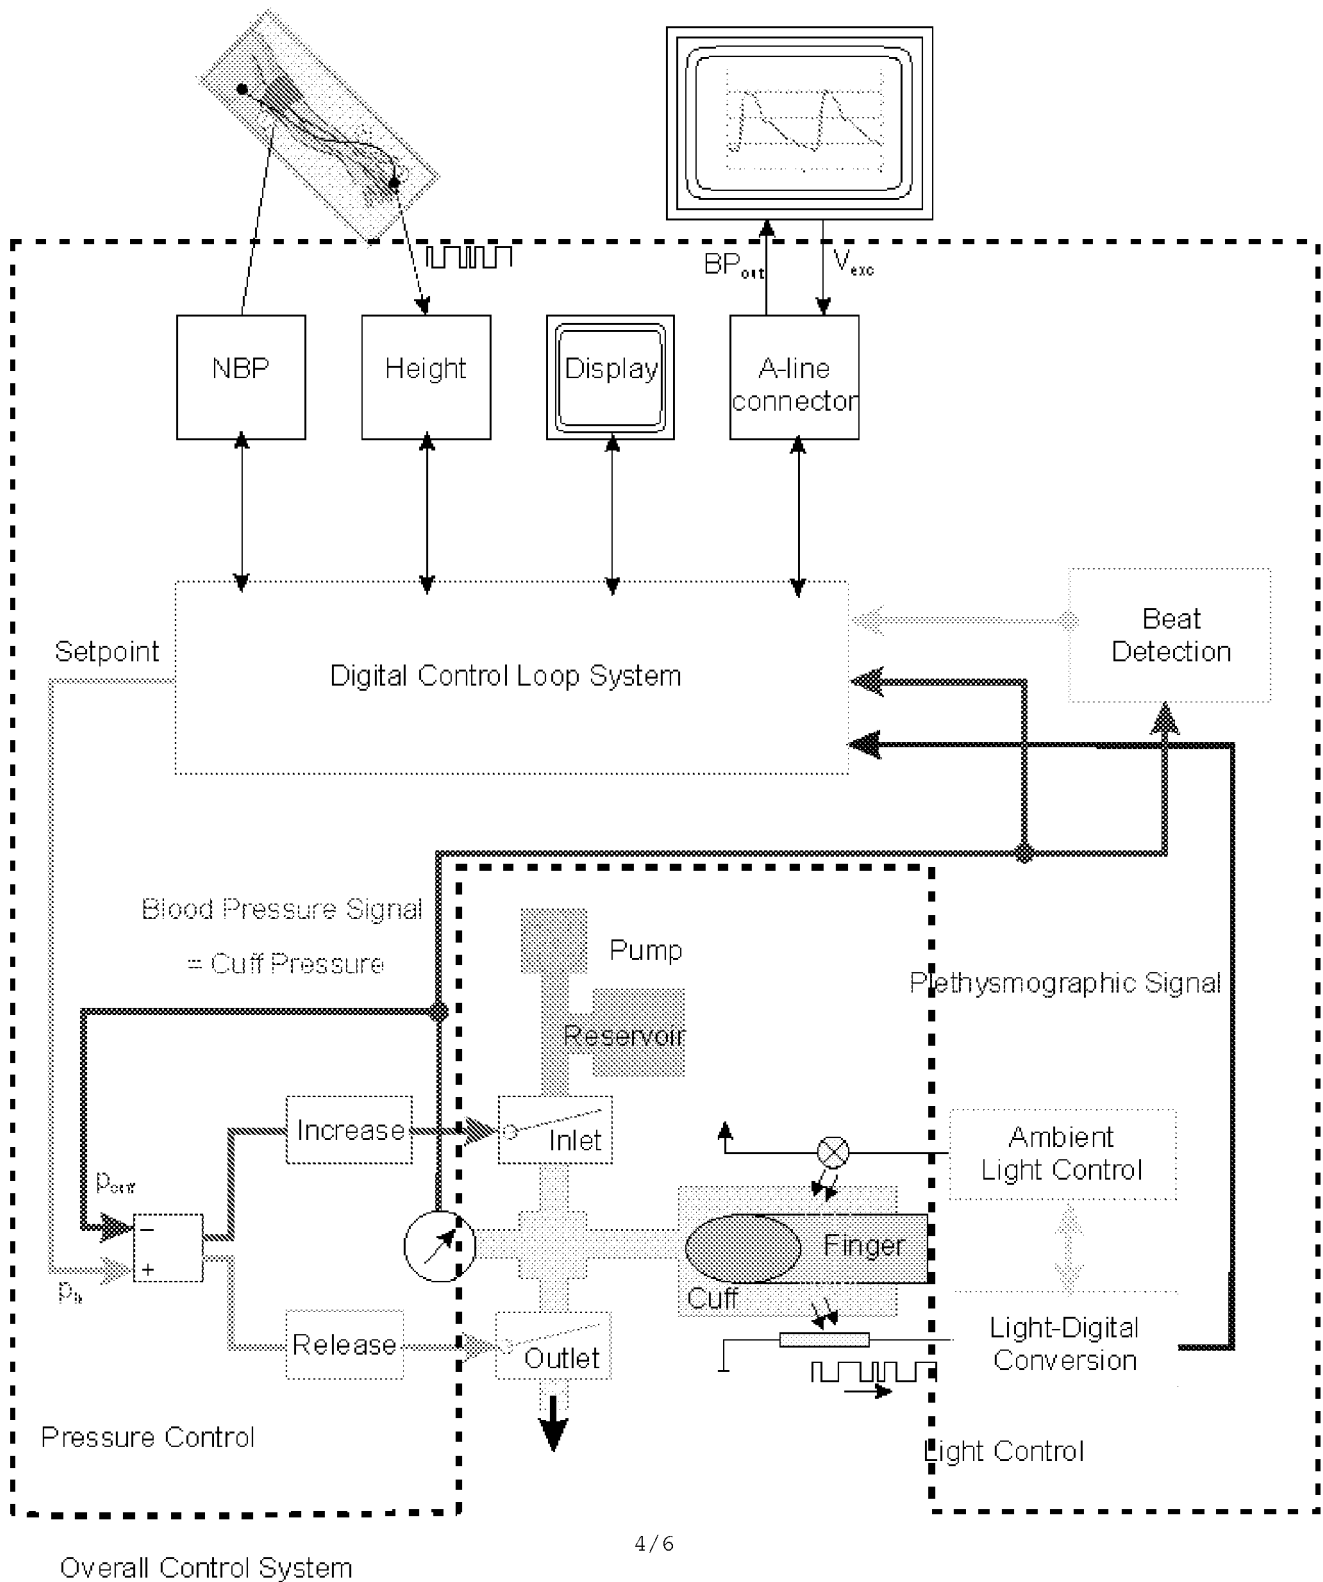 BPout
Vexc
NBP
Height
Display
A-line
connector
Beat
Detection
Setpoint
Digital Control Loop System
Blood Pressure Signal
= Cuff Pressure
Pump
Plethysmographic Signal
Reservoir
Increase
Inlet
Ambient
Light Control
−
+
Finger
Cuff
Release
Outlet
Light-Digital
Conversion
Pressure Control
Light Control
4/6
Overall Control System